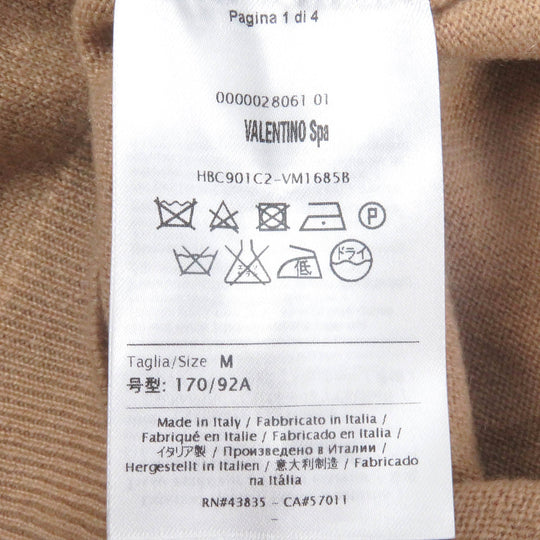 Pagina 1 di 4
0000028061 01
VALENTINO Spa
HBC901C2-VM1685B
P
低 ドライ
Taglia/Size M
号型: 170/92A
Made in Italy / Fabbricato in Italia /
Fabriqué en Italie / Fabricado en Italia
/ イタリア製 / Произведено в Италии /
Hergestellt in Italien / 意大利制造 / Fabricado
na Itália
RN#43835 - CA#57011
-